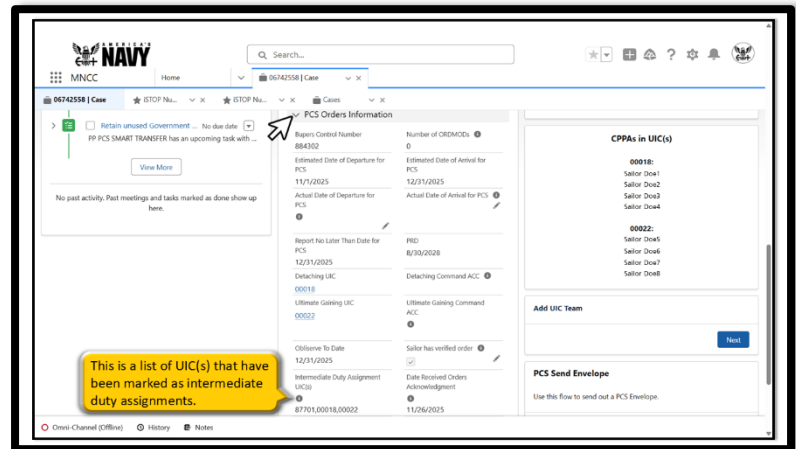 AMERICA'S
NAVY
Search...
MNCC
Home
06742558 | Case
06742558 | Case
iSTOP Nu...
iSTOP Nu...
Cases
Retain unused Government ... No due date
PP PCS SMART TRANSFER has an upcoming task with ...
View More
No past activity. Past meetings and tasks marked as done show up
here.
PCS Orders Information
Bupers Control Number
884302
Number of ORDMODs
0
Estimated Date of Departure for
PCS
11/1/2025
Estimated Date of Arrival for
PCS
12/31/2025
Actual Date of Departure for
PCS
Actual Date of Arrival for PCS
Report No Later Than Date for
PCS
12/31/2025
PRD
8/30/2028
Detaching UIC
00018
Detaching Command ACC
Ultimate Gaining UIC
00022
Ultimate Gaining Command
ACC
Obliserve To Date
12/31/2025
Sailor has verified order
Intermediate Duty Assignment
UIC(s)
87701,00018,00022
Date Received Orders
Acknowledgment
11/26/2025
This is a list of UIC(s) that have
been marked as intermediate
duty assignments.
CPPAs in UIC(s)
00018:
Sailor Doe1
Sailor Doe2
Sailor Doe3
Sailor Doe4
00022:
Sailor Doe5
Sailor Doe6
Sailor Doe7
Sailor Doe8
Add UIC Team
Next
PCS Send Envelope
Use this flow to send out a PCS Envelope.
Omni-Channel (Offline)
History
Notes